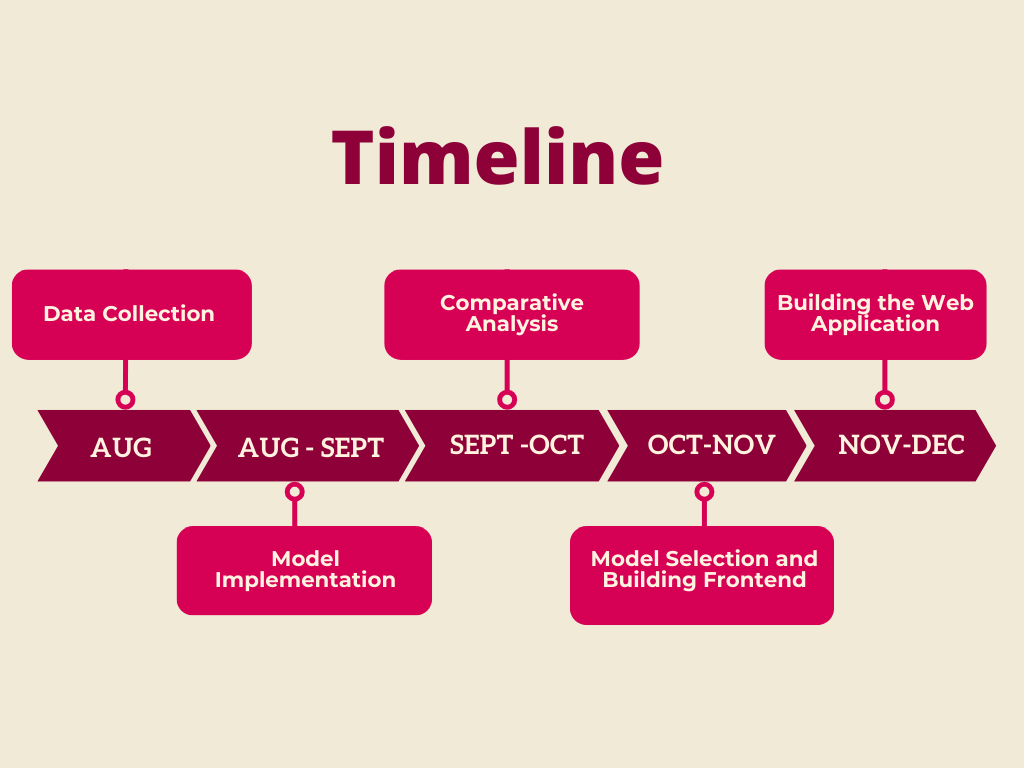 Timeline
Data Collection
Comparative
Analysis
Building the Web
Application
AUG
AUG - SEPT
SEPT -OCT
OCT-NOV
NOV-DEC
Model
Implementation
Model Selection and
Building Frontend